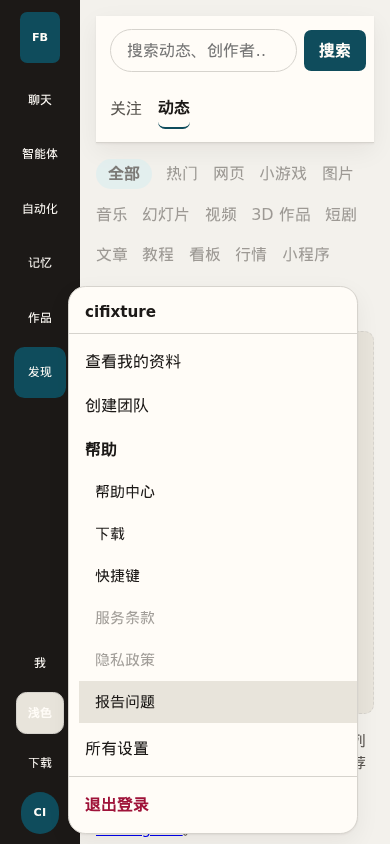 FB
聊天
智能体
自动化
记忆
作品
发现
我
浅色
下载
CI
搜索动态、创作者..
搜索
关注 动态
全部 热门 网页 小游戏 图片
音乐 幻灯片 视频 3D 作品 短剧
文章 教程 看板 行情 小程序
cifixture
查看我的资料
创建团队
帮助
帮助中心
下载
快捷键
服务条款
隐私政策
报告问题
所有设置
退出登录